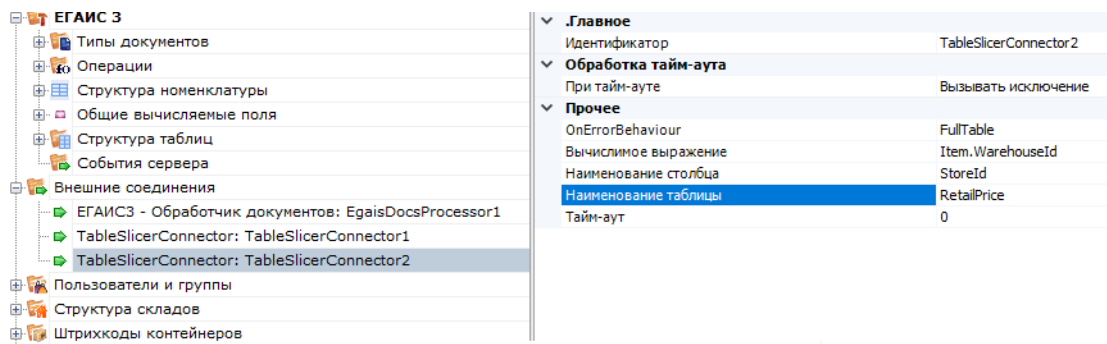 ЕГАИС 3
Типы документов
Операции
Структура номенклатуры
Общие вычисляемые поля
Структура таблиц
События сервера
Внешние соединения
ЕГАИС3 - Обработчик документов: EgaisDocsProcessor1
TableSlicerConnector: TableSlicerConnector1
TableSlicerConnector: TableSlicerConnector2
Пользователи и группы
Структура складов
Штрихкоды контейнеров
.Главное
Идентификатор TableSlicerConnector2
Обработка тайм-аута
При тайм-ауте Вызывать исключение
Прочее
OnErrorBehaviour FullTable
Вычислимое выражение Item.WarehouseId
Наименование столбца StoreId
Наименование таблицы RetailPrice
Тайм-аут 0